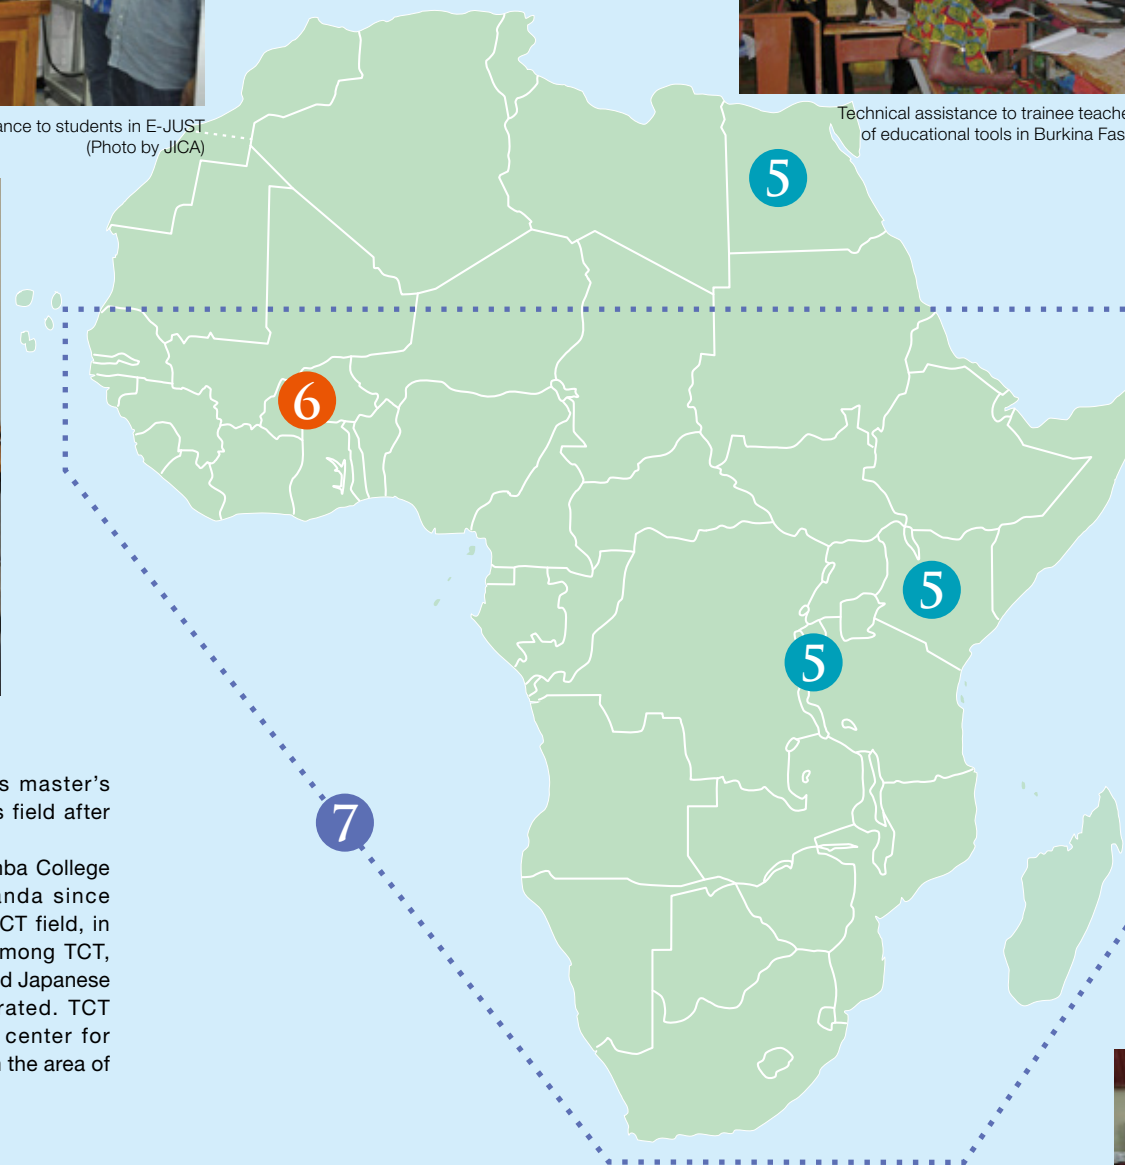 ance to students in E-JUST
(Photo by JICA)
Technical assistance to trainee teache
of educational tools in Burkina Fas
5
6
5
5
7
s master's
s field after
nba College
anda since
CT field, in
mong TCT,
d Japanese
rated. TCT
center for
the area of